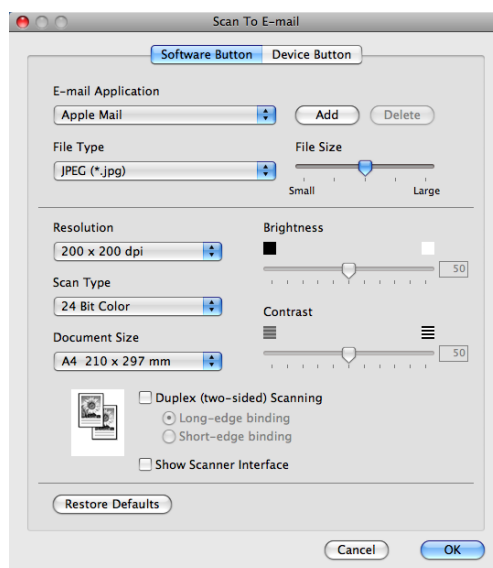 Scan To E-mail
Software Button Device Button
E-mail Application
Apple Mail Add Delete
File Type File Size
JPEG (*.jpg)
Small Large
Resolution Brightness
200 x 200 dpi
50
Scan Type
24 Bit Color
Contrast
Document Size
A4 210 x 297 mm 50
Duplex (two-sided) Scanning
Long-edge binding
Short-edge binding
Show Scanner Interface
Restore Defaults
Cancel OK